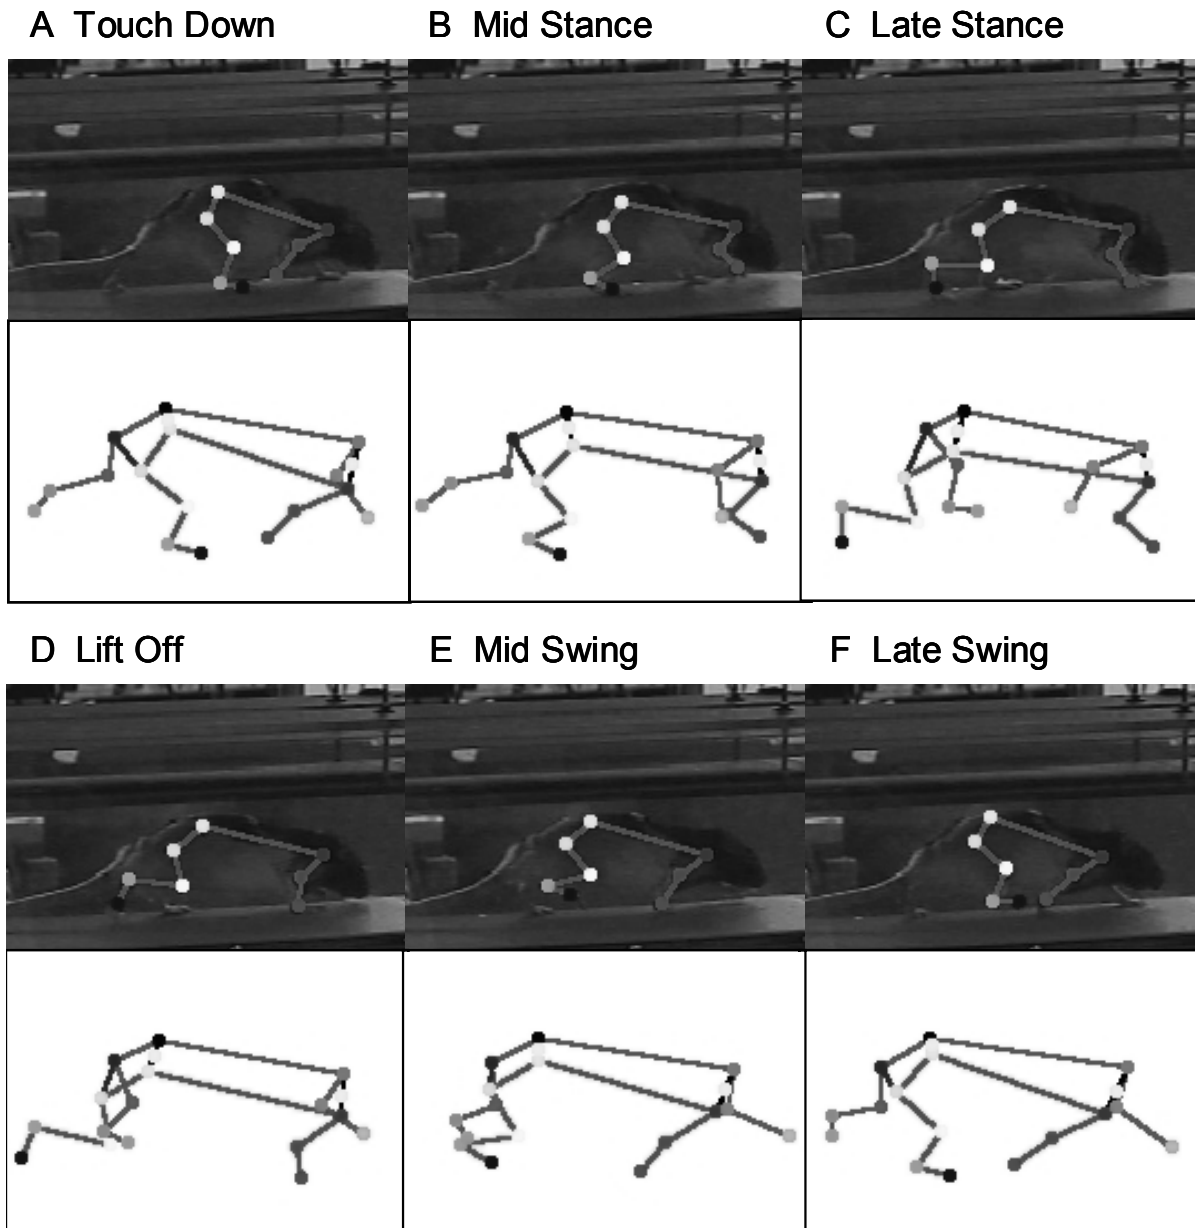 A Touch Down
B Mid Stance
C Late Stance
D Lift Off
E Mid Swing
F Late Swing